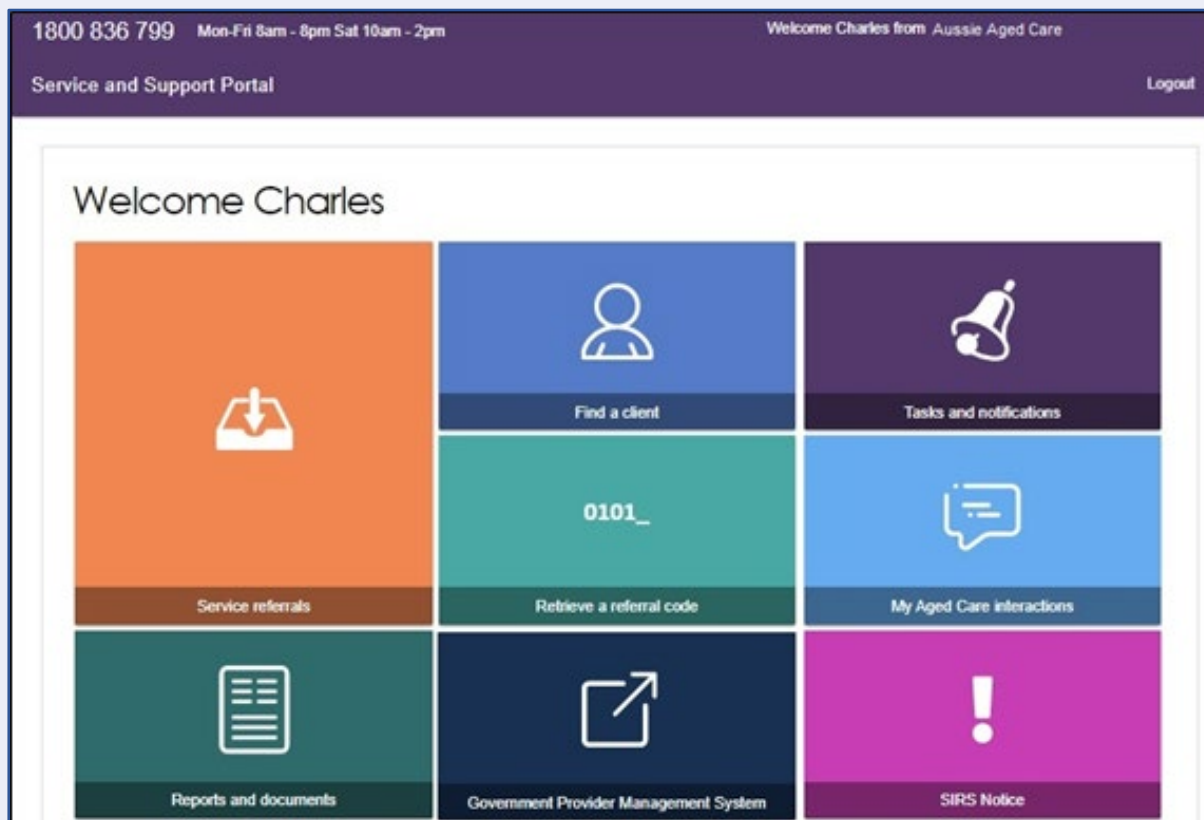 1800 836 799 Mon-Fri 8am - 8pm Sat 10am - 2pm Welcome Charles from Aussie Aged Care
Service and Support Portal Logout
Welcome Charles
Find a client Tasks and notifications
0101_
Service referrals Retrieve a referral code My Aged Care interactions
Reports and documents Government Provider Management System SIRS Notice